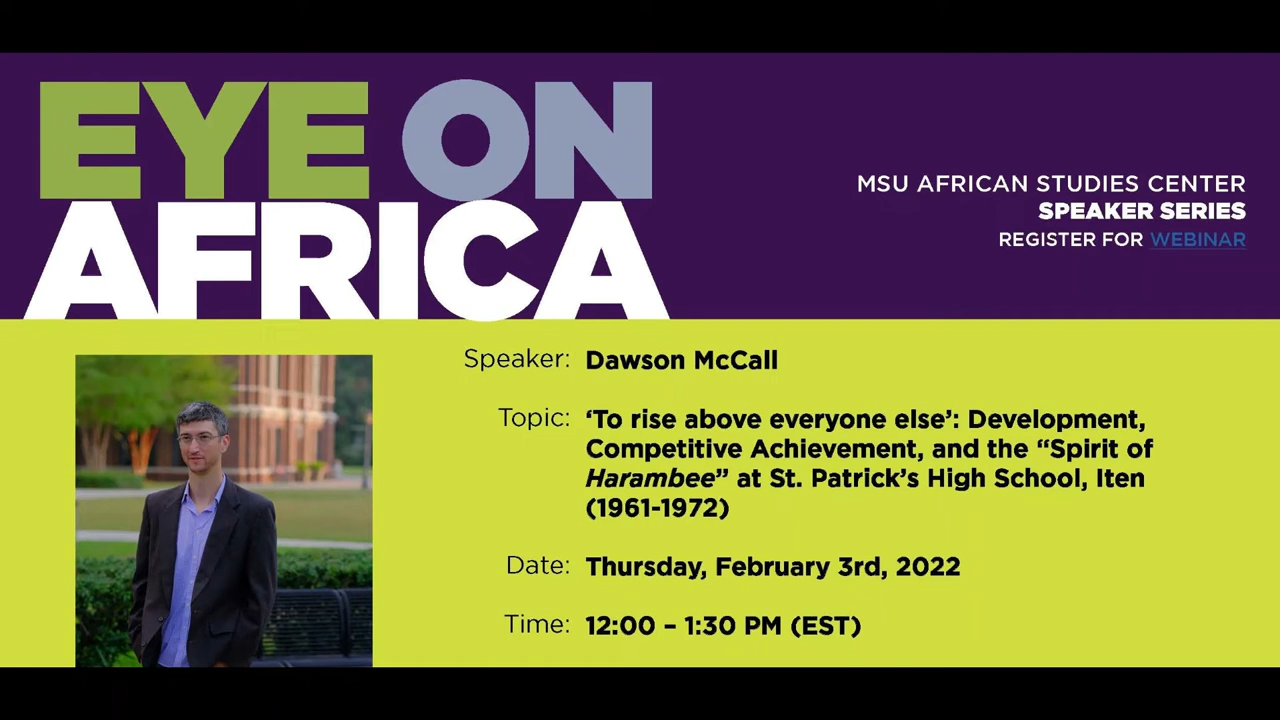 EYE ON
AFRICA
MSU AFRICAN STUDIES CENTER
SPEAKER SERIES
REGISTER FOR WEBINAR
Speaker: Dawson McCall
Topic: ‘To rise above everyone else’: Development,
Competitive Achievement, and the “Spirit of
Harambee” at St. Patrick’s High School, Iten
(1961-1972)
Date: Thursday, February 3rd, 2022
Time: 12:00 – 1:30 PM (EST)